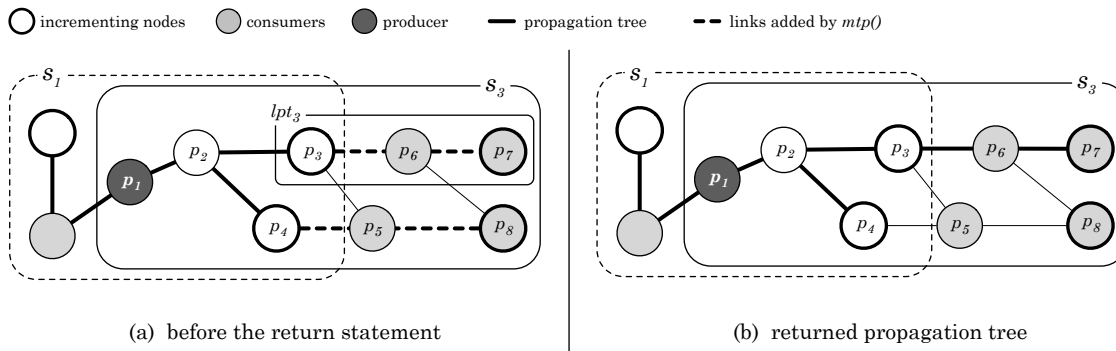 incrementing nodes consumers producer propagation tree links added by mtp()
s1 s3
lpt3
p1 p2 p3 p6 p7
p4 p5 p8
(a) before the return statement
s1 s3
p1 p2 p3 p6 p7
p4 p5 p8
(b) returned propagation tree